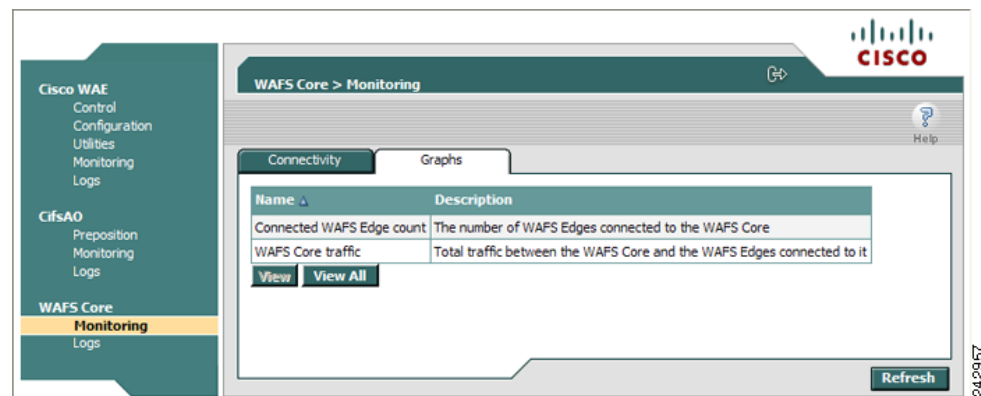 CISCO
Cisco WAE
Control
Configuration
Utilities
Monitoring
Logs
CifsAO
Preposition
Monitoring
Logs
WAFS Core
Monitoring
Logs
WAFS Core > Monitoring
Help
Connectivity Graphs
Name Description
Connected WAFS Edge count The number of WAFS Edges connected to the WAFS Core
WAFS Core traffic Total traffic between the WAFS Core and the WAFS Edges connected to it
View View All
Refresh
242957